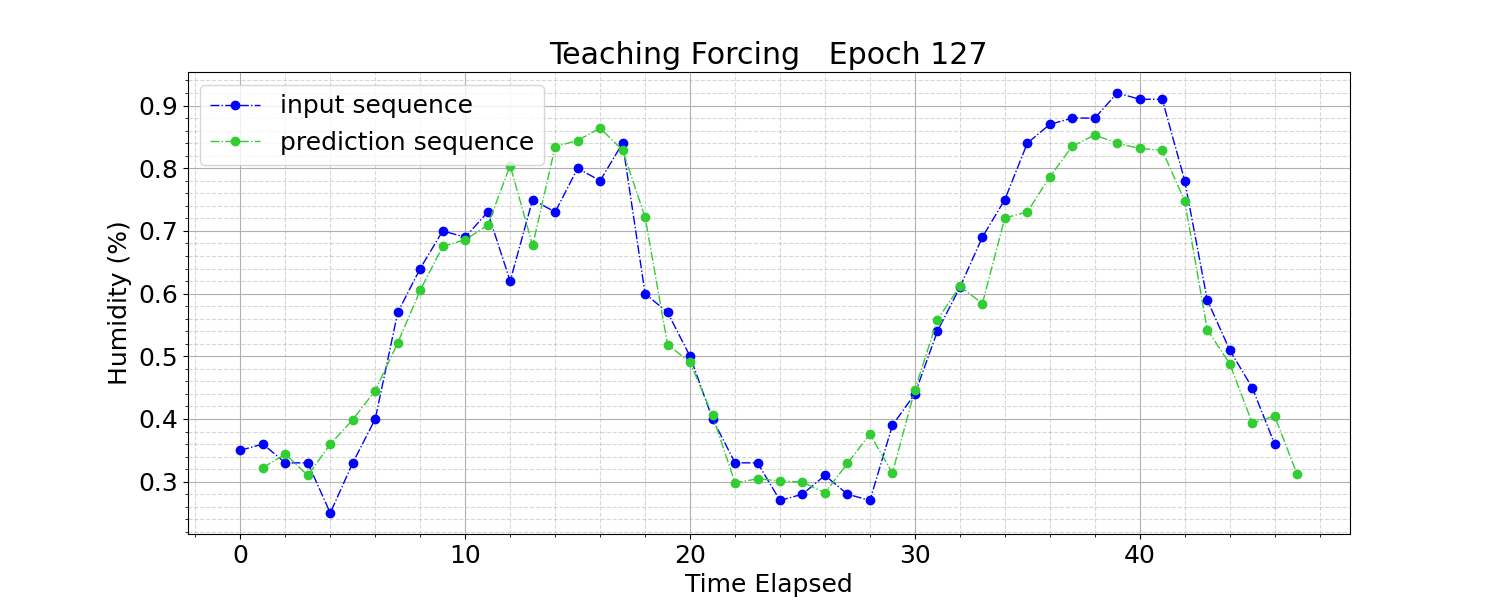 Teaching Forcing   Epoch 127
input sequence
prediction sequence
Humidity (%)
0.9
0.8
0.7
0.6
0.5
0.4
0.3
0 10 20 30 40
Time Elapsed